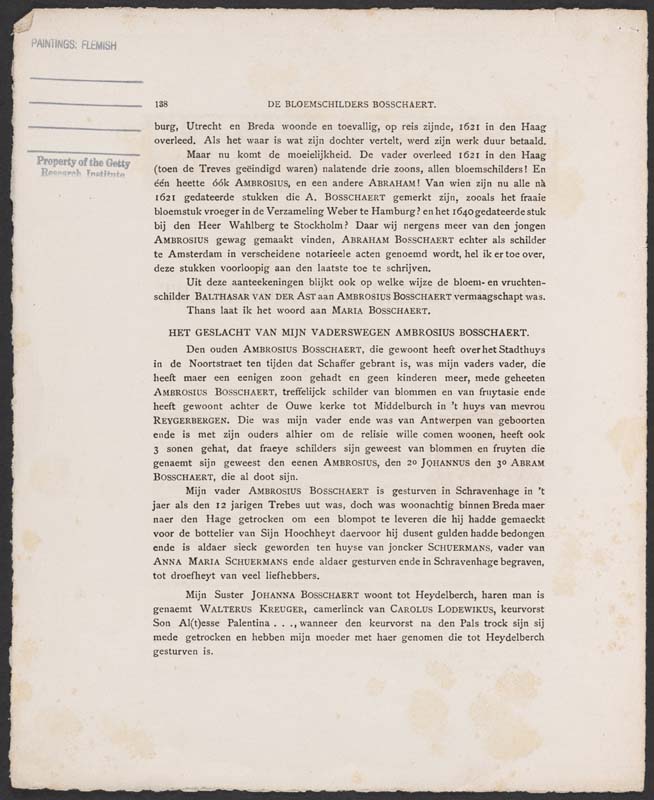 PAINTINGS: FLEMISH
Property of the Getty
Research Institute
138 DE BLOEMSCHILDERS BOSSCHAERT.
burg, Utrecht en Breda woonde en toevallig, op reis zijnde, 1621 in den Haag
overleed. Als het waar is wat zijn dochter vertelt, werd zijn werk duur betaald.
Maar nu komt de moeielijkheid. De vader overleed 1621 in den Haag
(toen de Treves geëindigd waren) nalatende drie zoons, allen bloemschilders! En
één heette óók AMBROSIUS, en een andere ABRAHAM! Van wien zijn nu alle nà
1621 gedateerde stukken die A. BOSSCHAERT gemerkt zijn, zooals het fraaie
bloemstuk vroeger in de Verzameling Weber te Hamburg? en het 1640 gedateerde stuk
bij den Heer Wahlberg te Stockholm? Daar wij nergens meer van den jongen
AMBROSIUS gewag gemaakt vinden, ABRAHAM BOSSCHAERT echter als schilder
te Amsterdam in verscheidene notarieele acten genoemd wordt, hel ik er toe over,
deze stukken voorloopig aan den laatste toe te schrijven.
Uit deze aanteekeningen blijkt ook op welke wijze de bloem- en vruchten-
schilder BALTHASAR VAN DER AST aan AMBROSIUS BOSSCHAERT vermaagschapt was.
Thans laat ik het woord aan MARIA BOSSCHAERT.
HET GESLACHT VAN MIJN VADERSWEGEN AMBROSIUS BOSSCHAERT.
Den ouden AMBROSIUS BOSSCHAERT, die gewoont heeft over het Stadthuys
in de Noortstraet ten tijden dat Schaffer gebrant is, was mijn vaders vader, die
heeft maer een eenigen zoon gehadt en geen kinderen meer, mede geheeten
AMBROSIUS BOSSCHAERT, treffelijck schilder van blommen en van fruytasie ende
heeft gewoont achter de Ouwe kerke tot Middelburch in 't huys van mevrou
REYGERBERGEN. Die was mijn vader ende was van Antwerpen van geboorten
ende is met zijn ouders alhier om de relisie wille comen woonen, heeft ook
3 sonen gehat, dat fraeye schilders sijn geweest van blommen en fruyten die
genaemt sijn geweest den eenen AMBROSIUS, den 2o JOHANNUS den 3o ABRAM
BOSSCHAERT, die al doot sijn.
Mijn vader AMBROSIUS BOSSCHAERT is gesturven in Schravenhage in 't
jaer als den 12 jarigen Trebes uut was, doch was woonachtig binnen Breda maer
naer den Hage getrocken om een blompot te leveren die hij hadde gemaeckt
voor de bottelier van Sijn Hoochheyt daervoor hij dusent gulden hadde bedongen
ende is aldaer sieck geworden ten huyse van joncker SCHUERMANS, vader van
ANNA MARIA SCHUERMANS ende aldaer gesturven ende in Schravenhage begraven,
tot droefheyt van veel liefhebbers.
Mijn Suster JOHANNA BOSSCHAERT woont tot Heydelberch, haren man is
genaemt WALTERUS KREUGER, camerlinck van CAROLUS LODEWIKUS, keurvorst
Son Al(t)esse Palentina . . ., wanneer den keurvorst na den Pals trock sijn sij
mede getrocken en hebben mijn moeder met haer genomen die tot Heydelberch
gesturven is.